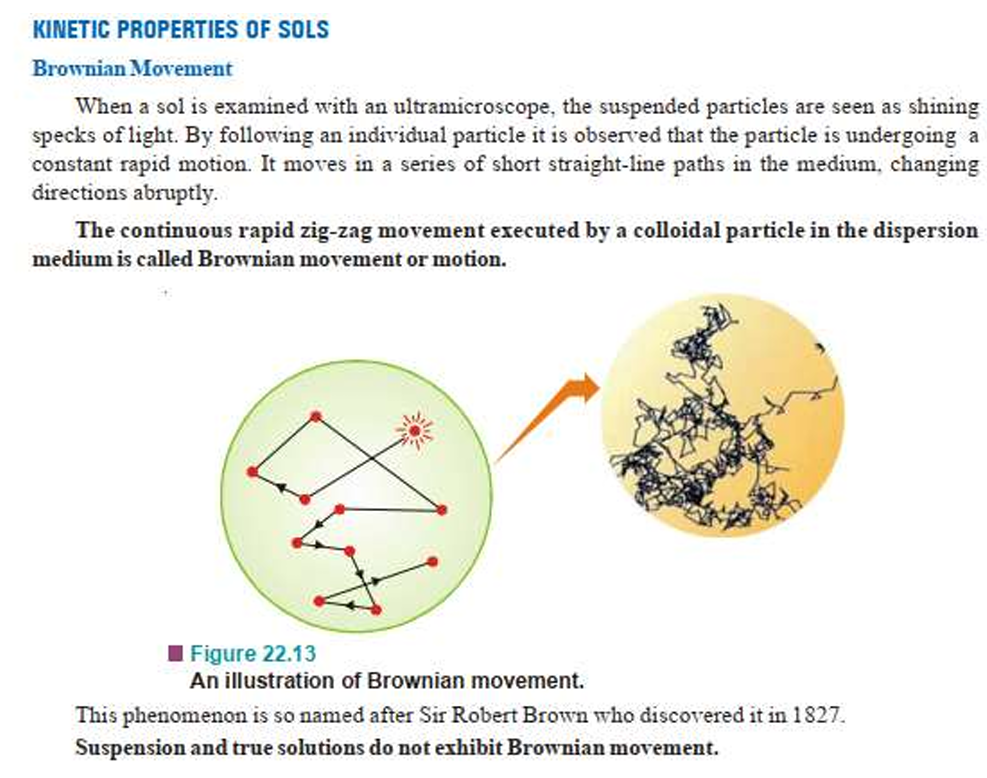 KINETIC PROPERTIES OF SOLS
Brownian Movement
When a sol is examined with an ultramicroscope, the suspended particles are seen as shining
specks of light. By following an individual particle it is observed that the particle is undergoing a
constant rapid motion. It moves in a series of short straight-line paths in the medium, changing
directions abruptly.
The continuous rapid zig-zag movement executed by a colloidal particle in the dispersion
medium is called Brownian movement or motion.
Figure 22.13
An illustration of Brownian movement.
This phenomenon is so named after Sir Robert Brown who discovered it in 1827.
Suspension and true solutions do not exhibit Brownian movement.